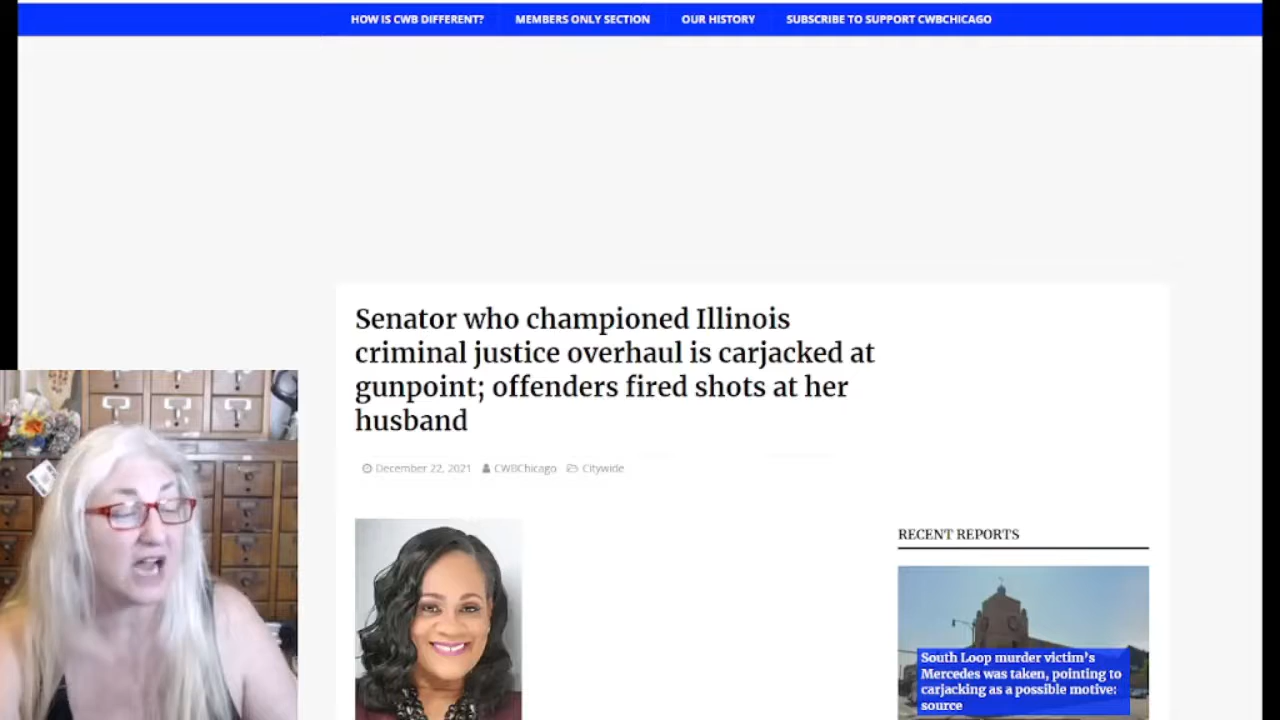 HOW IS CWB DIFFERENT? MEMBERS ONLY SECTION OUR HISTORY SUBSCRIBE TO SUPPORT CWBCHICAGO
Senator who championed Illinois
criminal justice overhaul is carjacked at
gunpoint; offenders fired shots at her
husband
December 22, 2021 CWBChicago Citywide
RECENT REPORTS
South Loop murder victim's
Mercedes was taken, pointing to
carjacking as a possible motive:
source